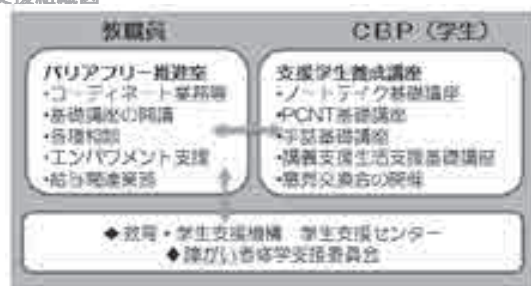 教職員
CBP（学生）
バリアフリー推進室
・コーディネート業務等
・基礎講座の開講
・各種相談
・エンパワメント支援
・給与関連業務
支援学生養成講座
・ノートテイク基礎講座
・PCNT基礎講座
・手話基礎講座
・講義支援生活支援基礎講座
・意見交換会の開催
◆教育・学生支援機構　学生支援センター
◆障がい者修学支援委員会